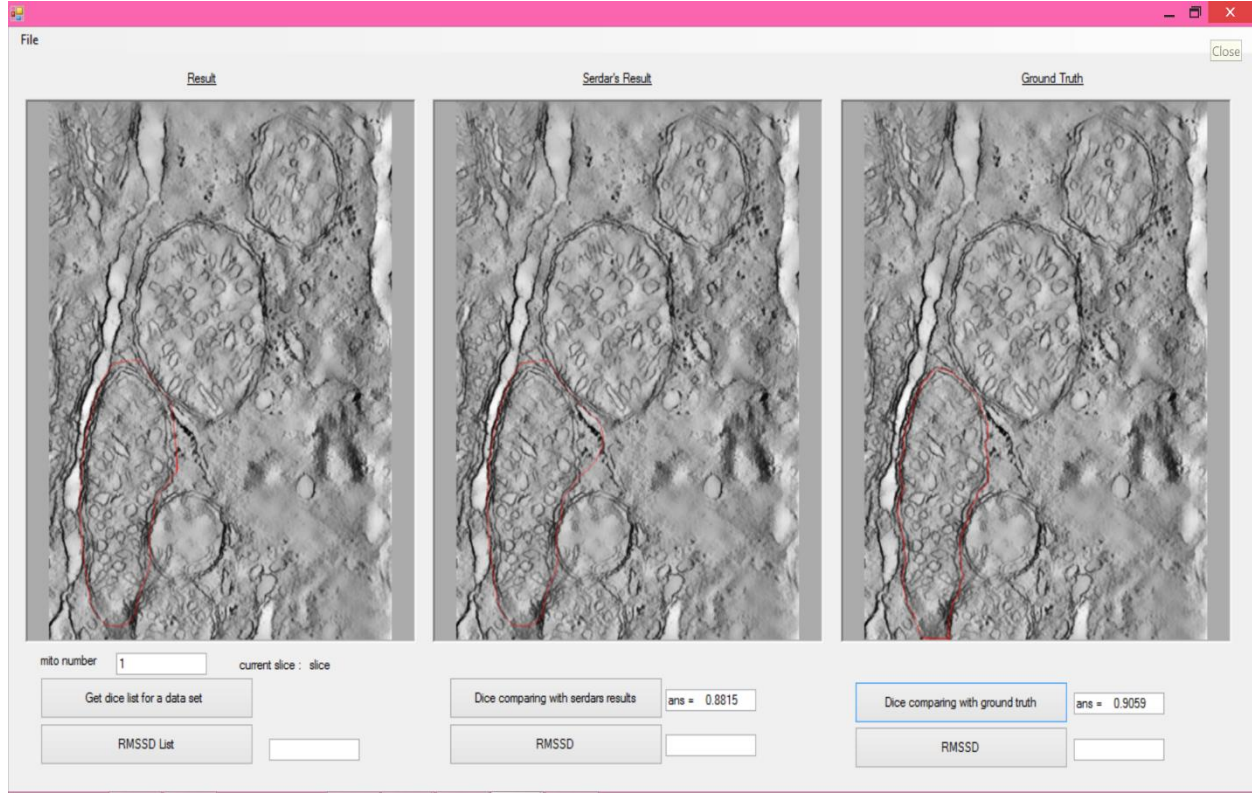 File
Close
Result
Serdar's Result
Ground Truth
mito number
1
current slice : slice
Get dice list for a data set
Dice comparing with serdars results
ans = 0.8815
Dice comparing with ground truth
ans = 0.9059
RMSSD List
RMSSD
RMSSD